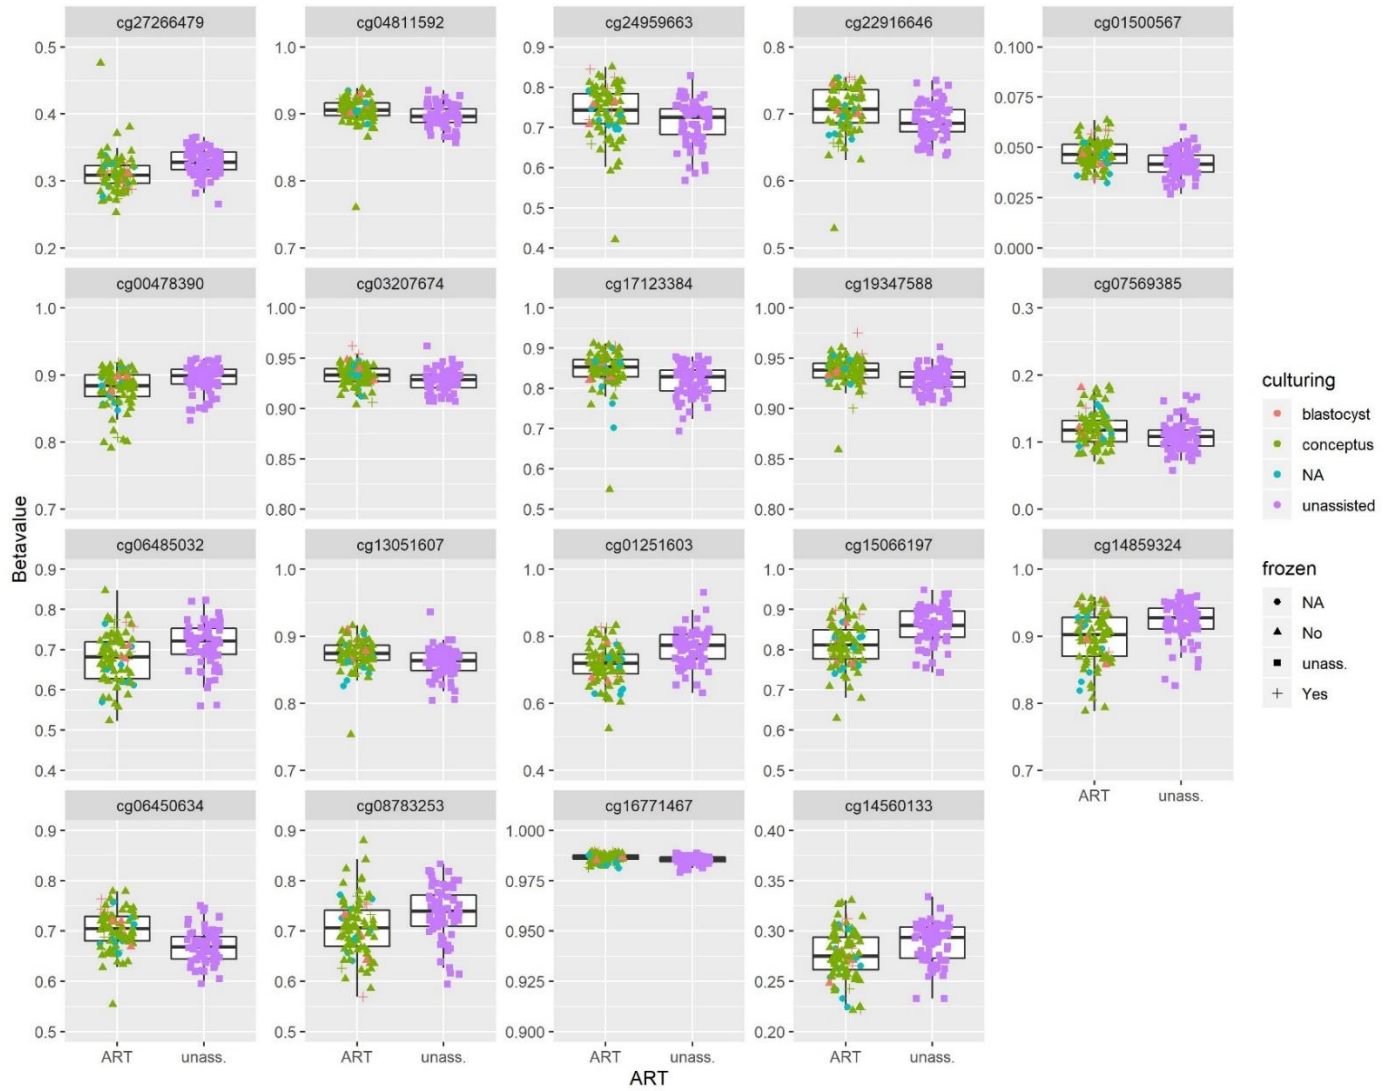 cg27266479 cg04811592 cg24959663 cg22916646 cg01500567
0.5 1.0 0.9 0.8 0.100
0.8 0.075
0.4 0.9 0.7 0.7
0.6 0.050
0.3 0.8 0.6
0.5 0.025
0.2 0.7 0.4 0.5 0.000
cg00478390 cg03207674 cg17123384 cg19347588 cg07569385
1.0 1.00 1.0 1.00 0.3
0.9 0.95 0.9 0.95 0.2
0.8
0.90 0.7 0.90
0.8 0.85 0.6 0.85 0.1
0.7 0.80 0.5 0.80 0.0
culturing
blastocyst
conceptus
NA
unassisted
Betavalue
cg06485032 cg13051607 cg01251603 cg15066197 cg14859324
0.9 1.0 1.0 1.0 1.0
0.8 0.9 0.9
0.7 0.9 0.8 0.8 0.9
0.6 0.8 0.6 0.7 0.8
0.5 0.6
0.4 0.7 0.4 0.5 0.7
ART unass.
frozen
NA
No
unass.
Yes
cg06450634 cg08783253 cg16771467 cg14560133
0.9 0.9 1.000 0.40
0.8 0.8 0.975 0.35
0.7 0.7 0.950 0.30
0.6 0.6 0.925 0.25
0.5 0.5 0.900 0.20
ART unass. ART unass. ART unass. ART unass.
ART